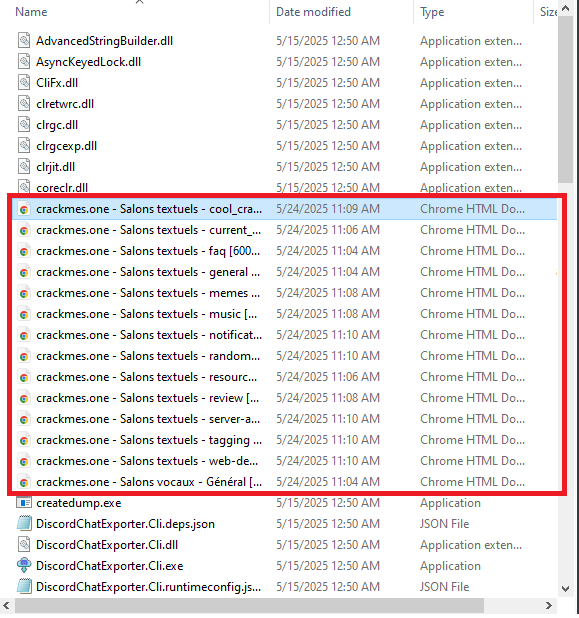 Name Date modified Type Size
AdvancedStringBuilder.dll 5/15/2025 12:50 AM Application exten...
AsyncKeyedLock.dll 5/15/2025 12:50 AM Application exten...
CliFx.dll 5/15/2025 12:50 AM Application exten...
clretwrc.dll 5/15/2025 12:50 AM Application exten...
clrgc.dll 5/15/2025 12:50 AM Application exten...
clrgcexp.dll 5/15/2025 12:50 AM Application exten...
clrjit.dll 5/15/2025 12:50 AM Application exten...
coreclr.dll 5/15/2025 12:50 AM Application exten...
crackmes.one - Salons textuels - cool_cra... 5/24/2025 11:09 AM Chrome HTML Do...
crackmes.one - Salons textuels - current_... 5/24/2025 11:06 AM Chrome HTML Do...
crackmes.one - Salons textuels - faq [600... 5/24/2025 11:04 AM Chrome HTML Do...
crackmes.one - Salons textuels - general ... 5/24/2025 11:04 AM Chrome HTML Do...
crackmes.one - Salons textuels - memes ... 5/24/2025 11:08 AM Chrome HTML Do...
crackmes.one - Salons textuels - music [... 5/24/2025 11:08 AM Chrome HTML Do...
crackmes.one - Salons textuels - notificat... 5/24/2025 11:10 AM Chrome HTML Do...
crackmes.one - Salons textuels - random... 5/24/2025 11:10 AM Chrome HTML Do...
crackmes.one - Salons textuels - resourc... 5/24/2025 11:06 AM Chrome HTML Do...
crackmes.one - Salons textuels - review [... 5/24/2025 11:08 AM Chrome HTML Do...
crackmes.one - Salons textuels - server-a... 5/24/2025 11:10 AM Chrome HTML Do...
crackmes.one - Salons textuels - tagging ... 5/24/2025 11:10 AM Chrome HTML Do...
crackmes.one - Salons textuels - web-de... 5/24/2025 11:10 AM Chrome HTML Do...
crackmes.one - Salons vocaux - Général [... 5/24/2025 11:04 AM Chrome HTML Do...
createdump.exe 5/15/2025 12:50 AM Application
DiscordChatExporter.Cli.deps.json 5/15/2025 12:50 AM JSON File
DiscordChatExporter.Cli.dll 5/15/2025 12:50 AM Application exten...
DiscordChatExporter.Cli.exe 5/15/2025 12:50 AM Application
DiscordChatExporter.Cli.runtimeconfig.js... 5/15/2025 12:50 AM JSON File